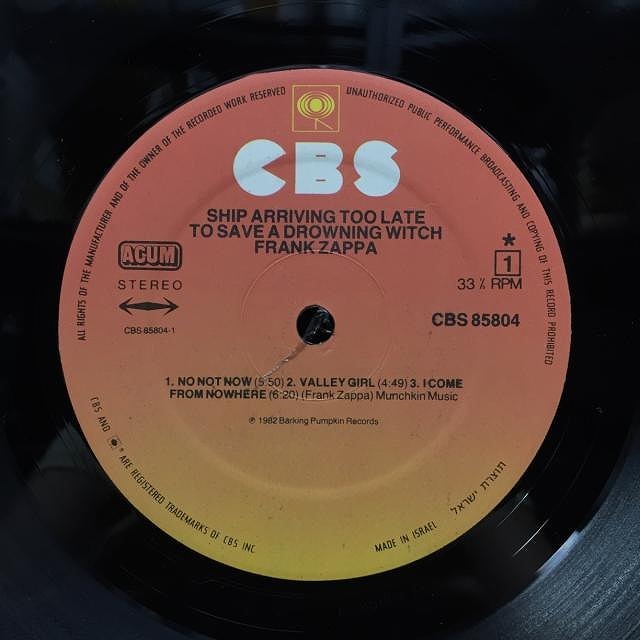 ALL RIGHTS OF THE MANUFACTURER AND OF THE OWNER OF THE RECORDED WORK RESERVED
UNAUTHORIZED PUBLIC PERFORMANCE BROADCASTING AND COPYING OF THIS RECORD PROHIBITED
CBS
SHIP ARRIVING TOO LATE
TO SAVE A DROWNING WITCH
FRANK ZAPPA
ACUM
STEREO
CBS 85804-1
*
1
33⅓ RPM
CBS 85804
1. NO NOT NOW (5:50) 2. VALLEY GIRL (4:49) 3. I COME
FROM NOWHERE (6:20) (Frank Zappa) Munchkin Music
℗ 1982 Barking Pumpkin Records
CBS AND ® ARE REGISTERED TRADEMARKS OF CBS INC
MADE IN ISRAEL
תוצרת ישראל